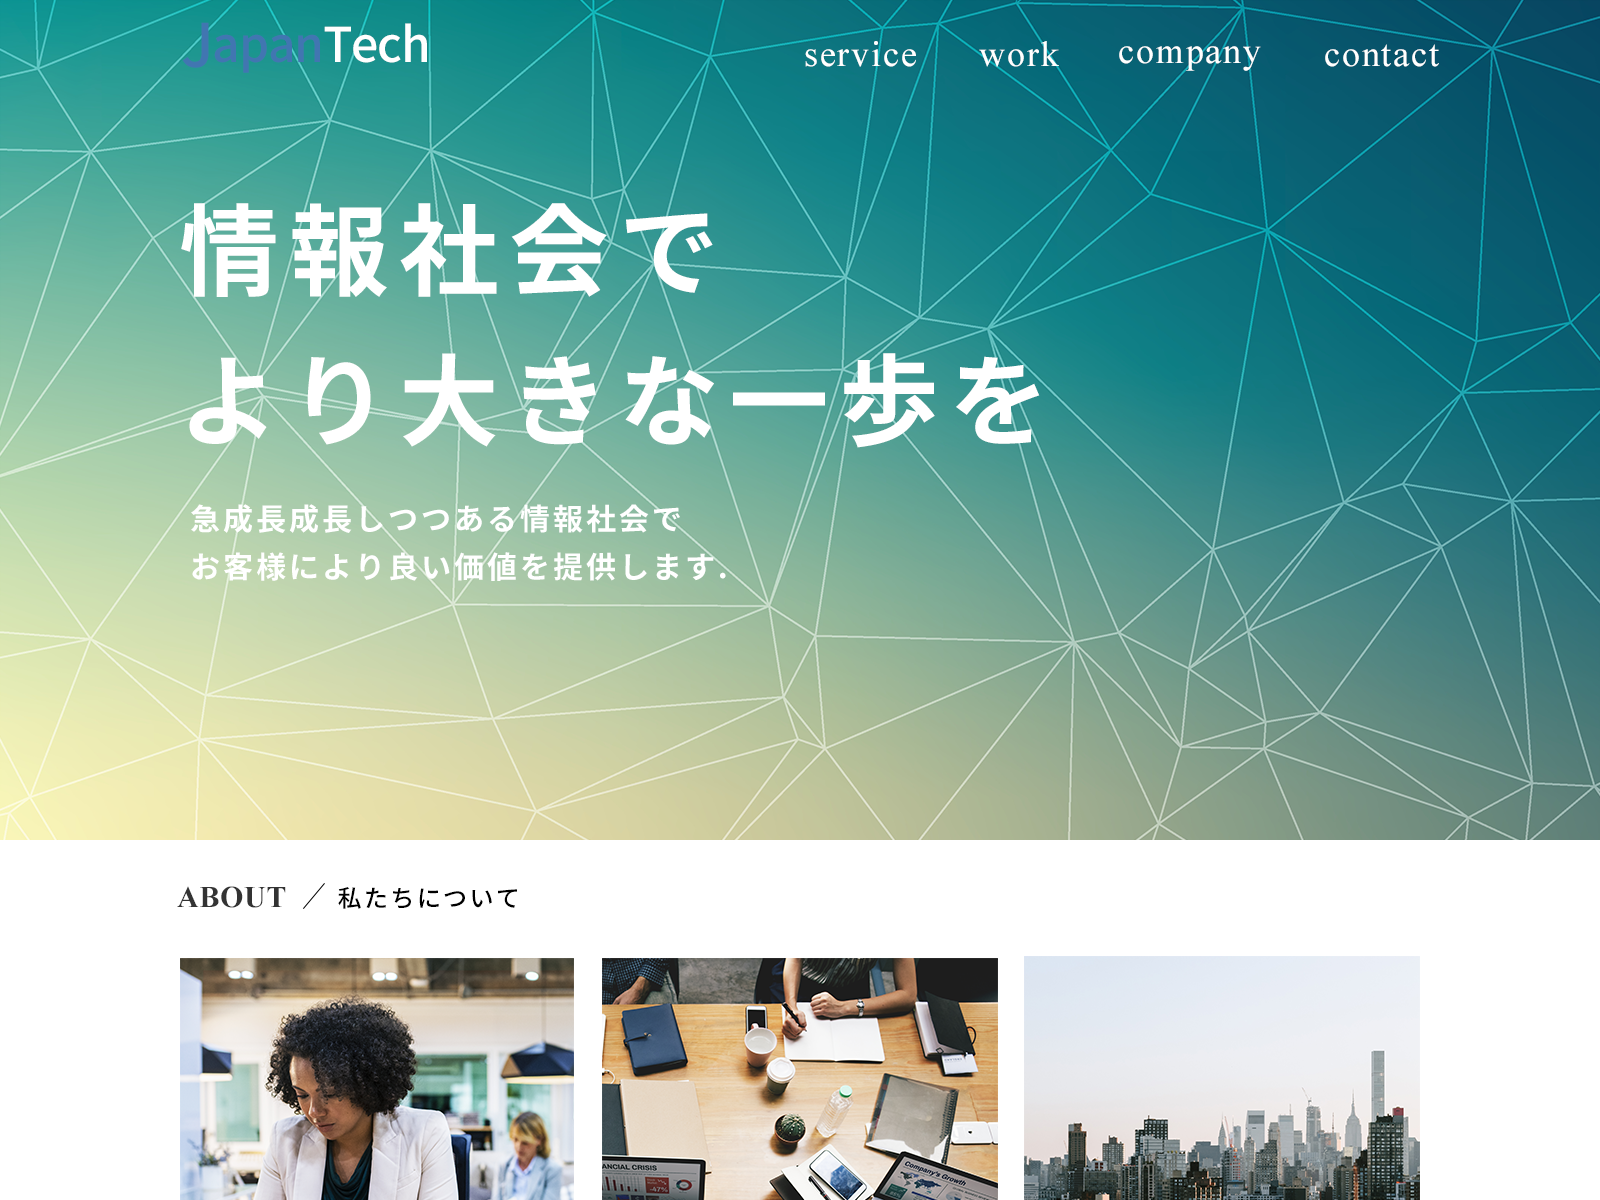 JapanTech
service work company contact
情報社会で
より大きな一歩を
急成長成長しつつある情報社会で
お客様により良い価値を提供します.
ABOUT ／ 私たちについて
NANCIAL CRISIS
-47%
Company's Growth